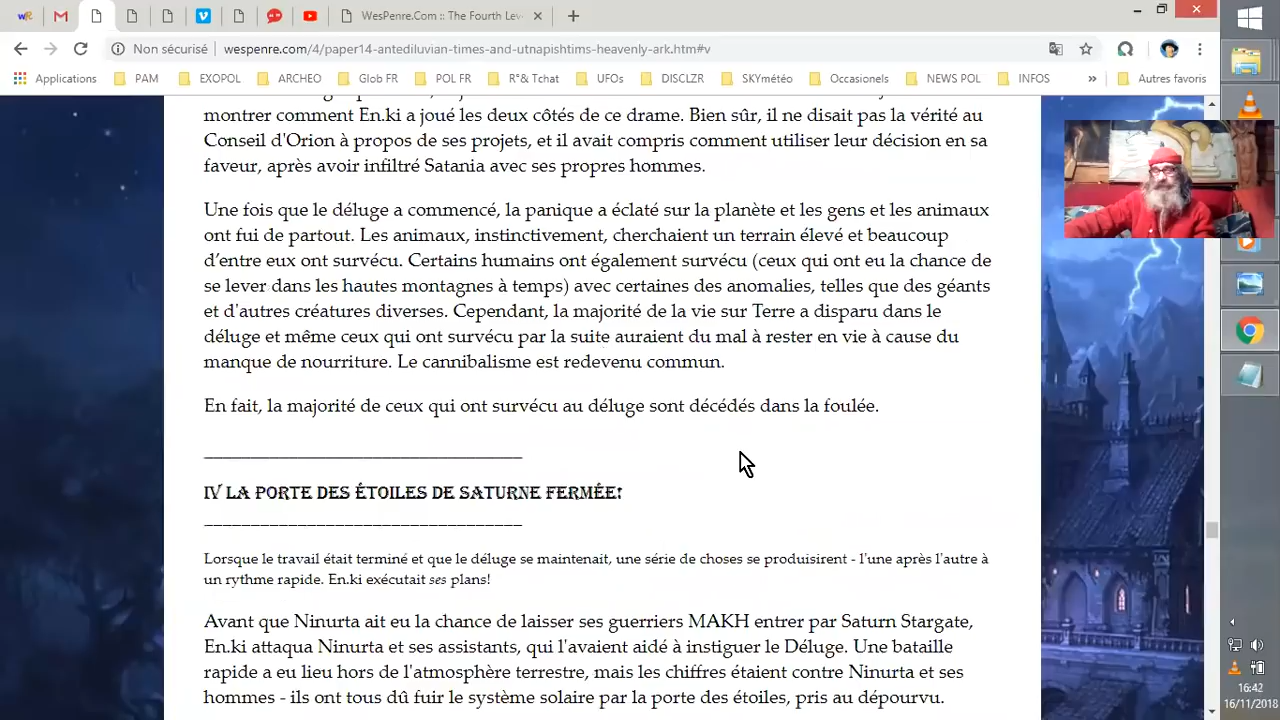 WesPenre.Com :: The Fourth Lev
Non sécurisé wespenre.com/4/paper14-antediluvian-times-and-utnapishtims-heavenly-ark.htm#v
Applications PAM EXOPOL ARCHEO Glob FR POL FR R°& Tchat UFOs DISCLZR SKYmétéo Occasionels NEWS POL INFOS » Autres favoris
montrer comment En.ki a joué les deux côtés de ce drame. Bien sûr, il ne disait pas la vérité au
Conseil d'Orion à propos de ses projets, et il avait compris comment utiliser leur décision en sa
faveur, après avoir infiltré Satania avec ses propres hommes.
Une fois que le déluge a commencé, la panique a éclaté sur la planète et les gens et les animaux
ont fui de partout. Les animaux, instinctivement, cherchaient un terrain élevé et beaucoup
d’entre eux ont survécu. Certains humains ont également survécu (ceux qui ont eu la chance de
se lever dans les hautes montagnes à temps) avec certaines des anomalies, telles que des géants
et d'autres créatures diverses. Cependant, la majorité de la vie sur Terre a disparu dans le
déluge et même ceux qui ont survécu par la suite auraient du mal à rester en vie à cause du
manque de nourriture. Le cannibalisme est redevenu commun.
En fait, la majorité de ceux qui ont survécu au déluge sont décédés dans la foulée.
IV LA PORTE DES ÉTOILES DE SATURNE FERMÉE!
Lorsque le travail était terminé et que le déluge se maintenait, une série de choses se produisirent - l'une après l'autre à
un rythme rapide. En.ki exécutait ses plans!
Avant que Ninurta ait eu la chance de laisser ses guerriers MAKH entrer par Saturn Stargate,
En.ki attaqua Ninurta et ses assistants, qui l'avaient aidé à instiguer le Déluge. Une bataille
rapide a eu lieu hors de l'atmosphère terrestre, mais les chiffres étaient contre Ninurta et ses
hommes - ils ont tous dû fuir le système solaire par la porte des étoiles, pris au dépourvu.
16:42
16/11/2018